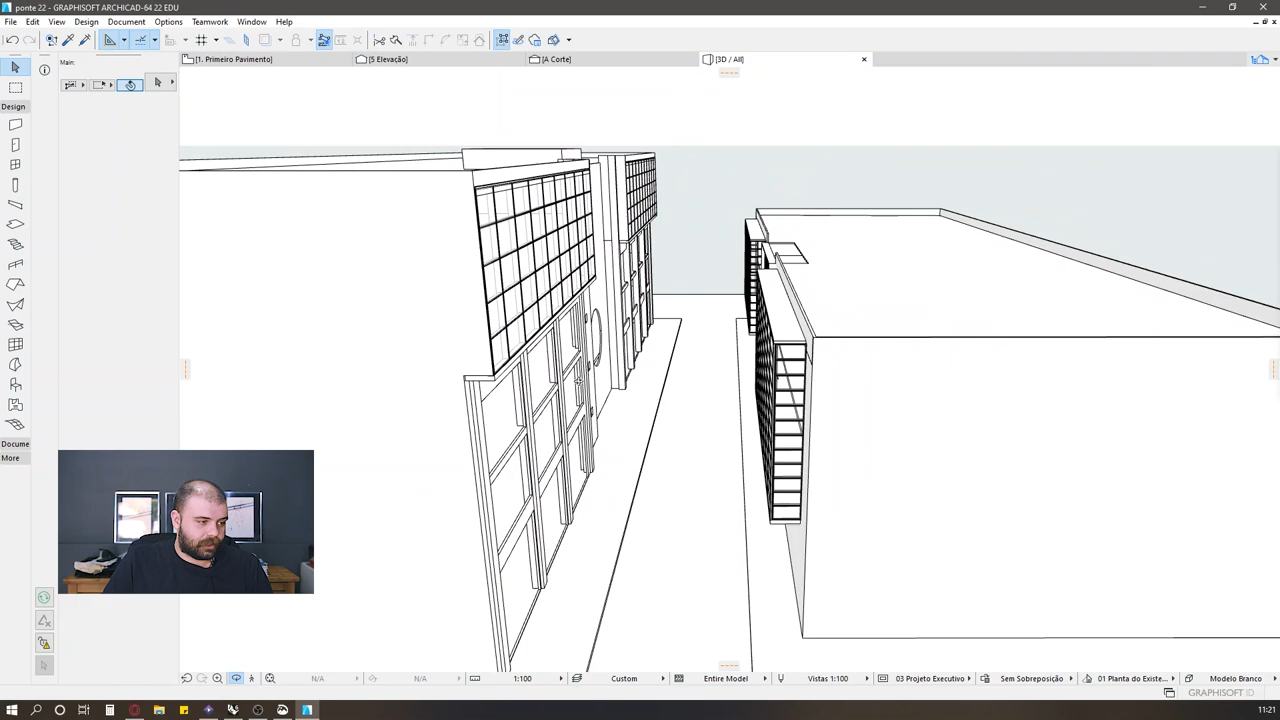 ponte 22 - GRAPHISOFT ARCHICAD-64 22 EDU
File Edit View Design Document Options Teamwork Window Help
Main:
[1. Primeiro Pavimento] [5 Elevação] [A Corte] [3D / All]
Design
Docume
More
N/A N/A 1:100 Custom Entire Model Vistas 1:100 03 Projeto Executivo Sem Sobreposição 01 Planta do Existe... Modelo Branco
GRAPHISOFT ID
11:21